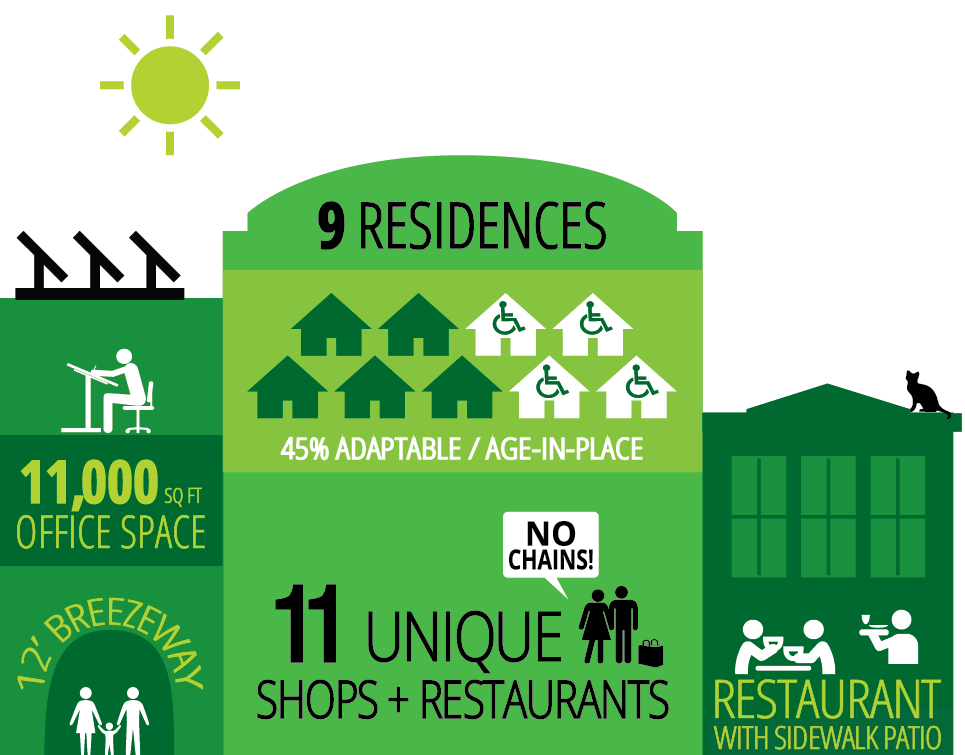 9 RESIDENCES
45% ADAPTABLE / AGE-IN-PLACE
11,000 SQ FT
OFFICE SPACE
12' BREEZEWAY
NO
CHAINS!
11 UNIQUE
SHOPS + RESTAURANTS
RESTAURANT
WITH SIDEWALK PATIO